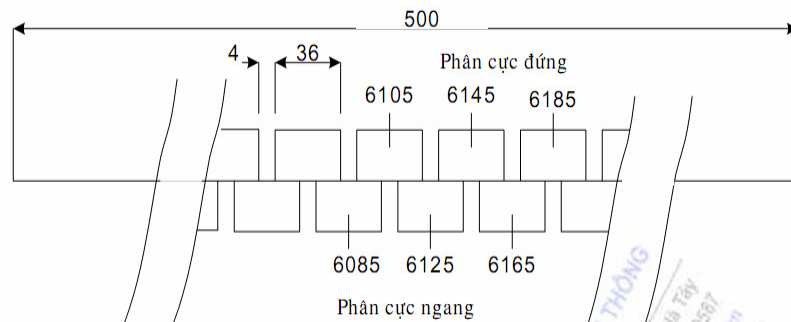 500
4 36
Phân cực đứng
6105 6145 6185
6085 6125 6165
Phân cực ngang
THÔNG